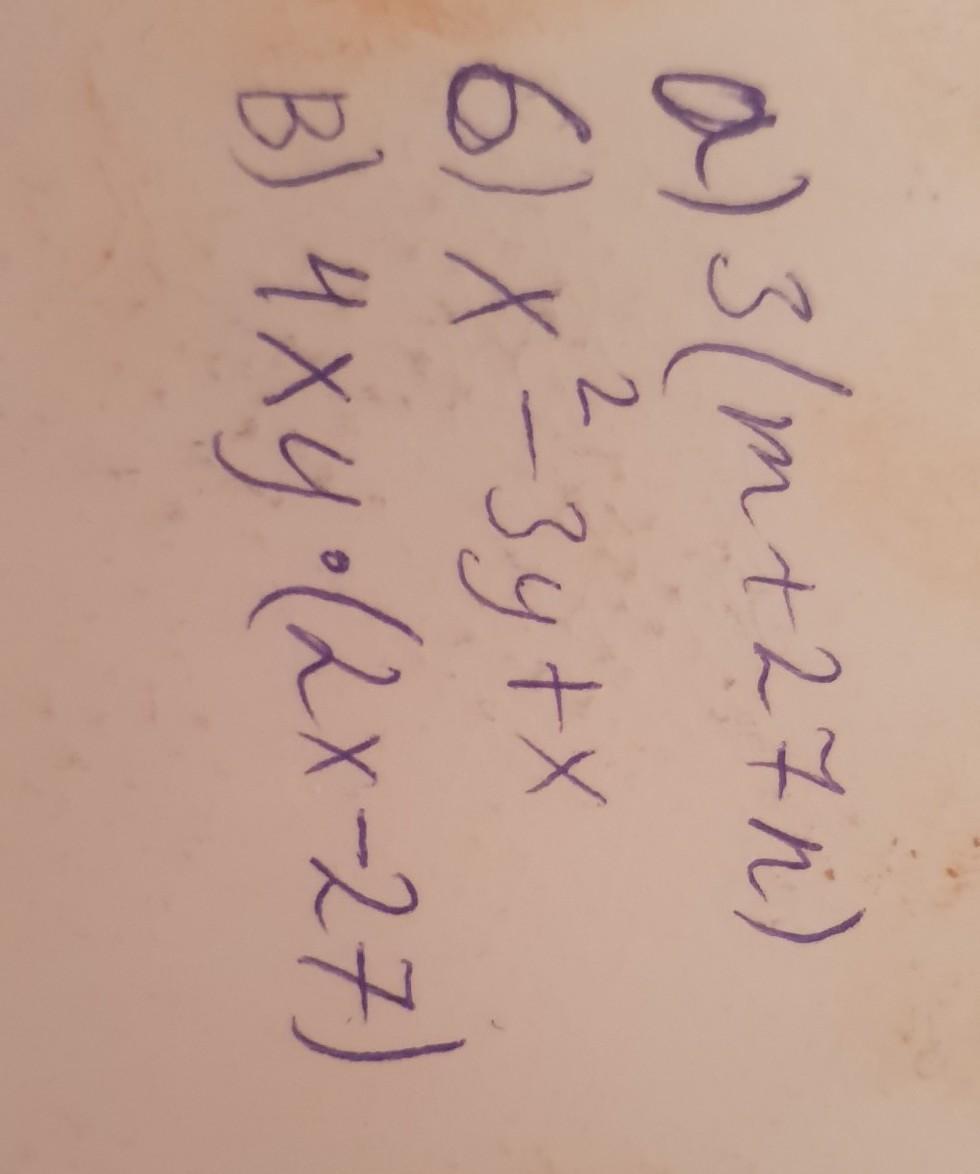 а) 3(m+27n)
б) x²-3y+x
в) 4xy·(2x-27)